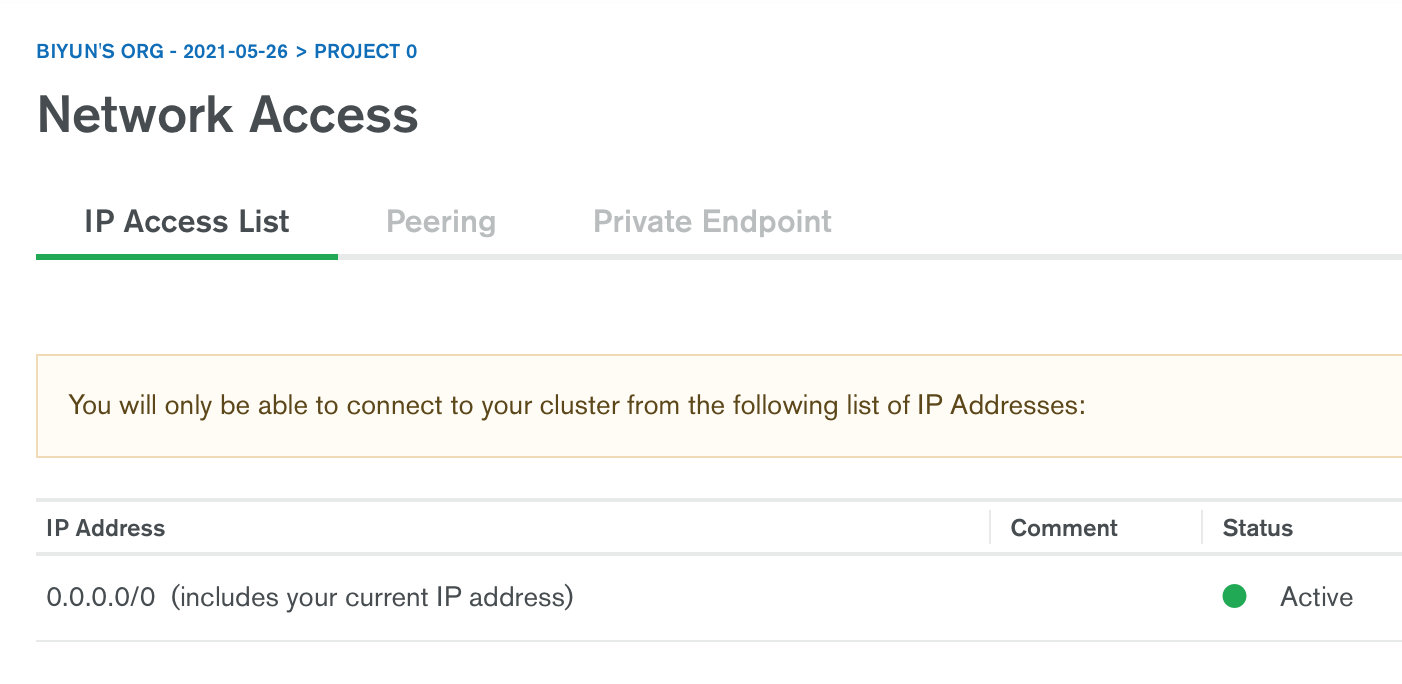 BIYUN'S ORG - 2021-05-26 > PROJECT 0
Network Access
IP Access List Peering Private Endpoint
You will only be able to connect to your cluster from the following list of IP Addresses:
IP Address Comment Status
0.0.0.0/0 (includes your current IP address) Active